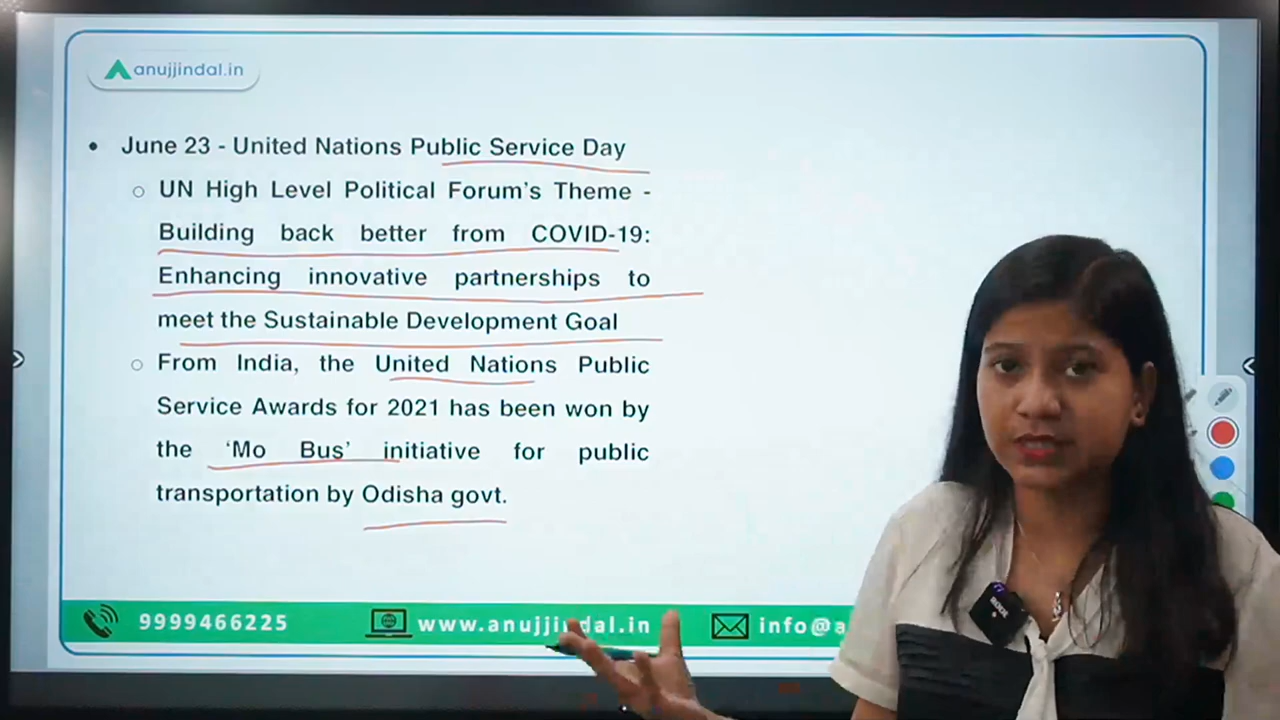 anujjindal.in
• June 23 - United Nations Public Service Day
○ UN High Level Political Forum's Theme -
Building back better from COVID-19:
Enhancing innovative partnerships to
meet the Sustainable Development Goal
○ From India, the United Nations Public
Service Awards for 2021 has been won by
the 'Mo Bus' initiative for public
transportation by Odisha govt.
9999466225 www.anujjindal.in info@a
RODE